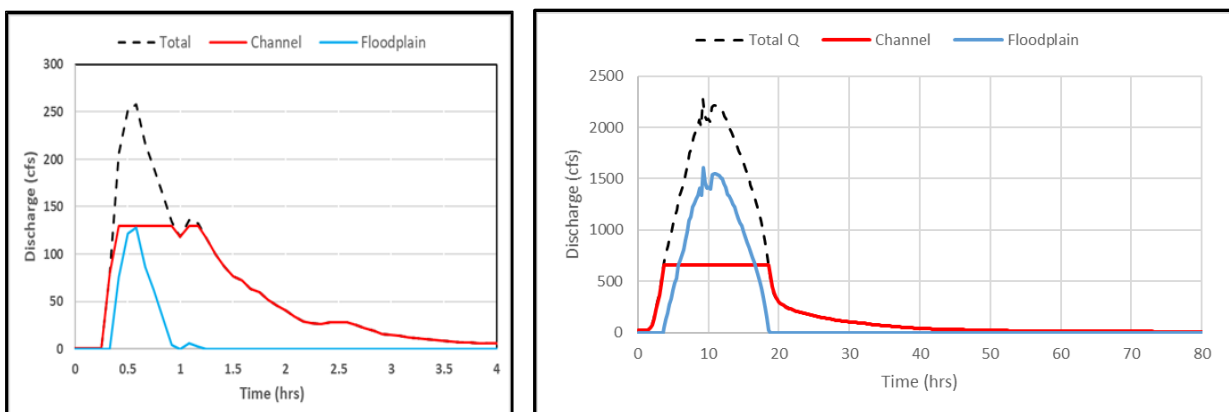 Total Channel Floodplain
300
250
200
150
100
50
0
0 0.5 1 1.5 2 2.5 3 3.5 4
Discharge (cfs)
Time (hrs)
Total Q Channel Floodplain
2500
2000
1500
1000
500
0
0 10 20 30 40 50 60 70 80
Discharge (cfs)
Time (hrs)